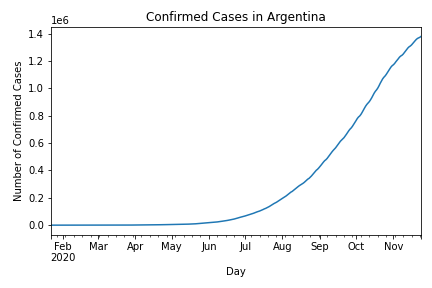 Confirmed Cases in Argentina
1e6
1.4
1.2
1.0
0.8
0.6
0.4
0.2
0.0
Number of Confirmed Cases
Feb Mar Apr May Jun Jul Aug Sep Oct Nov
2020
Day